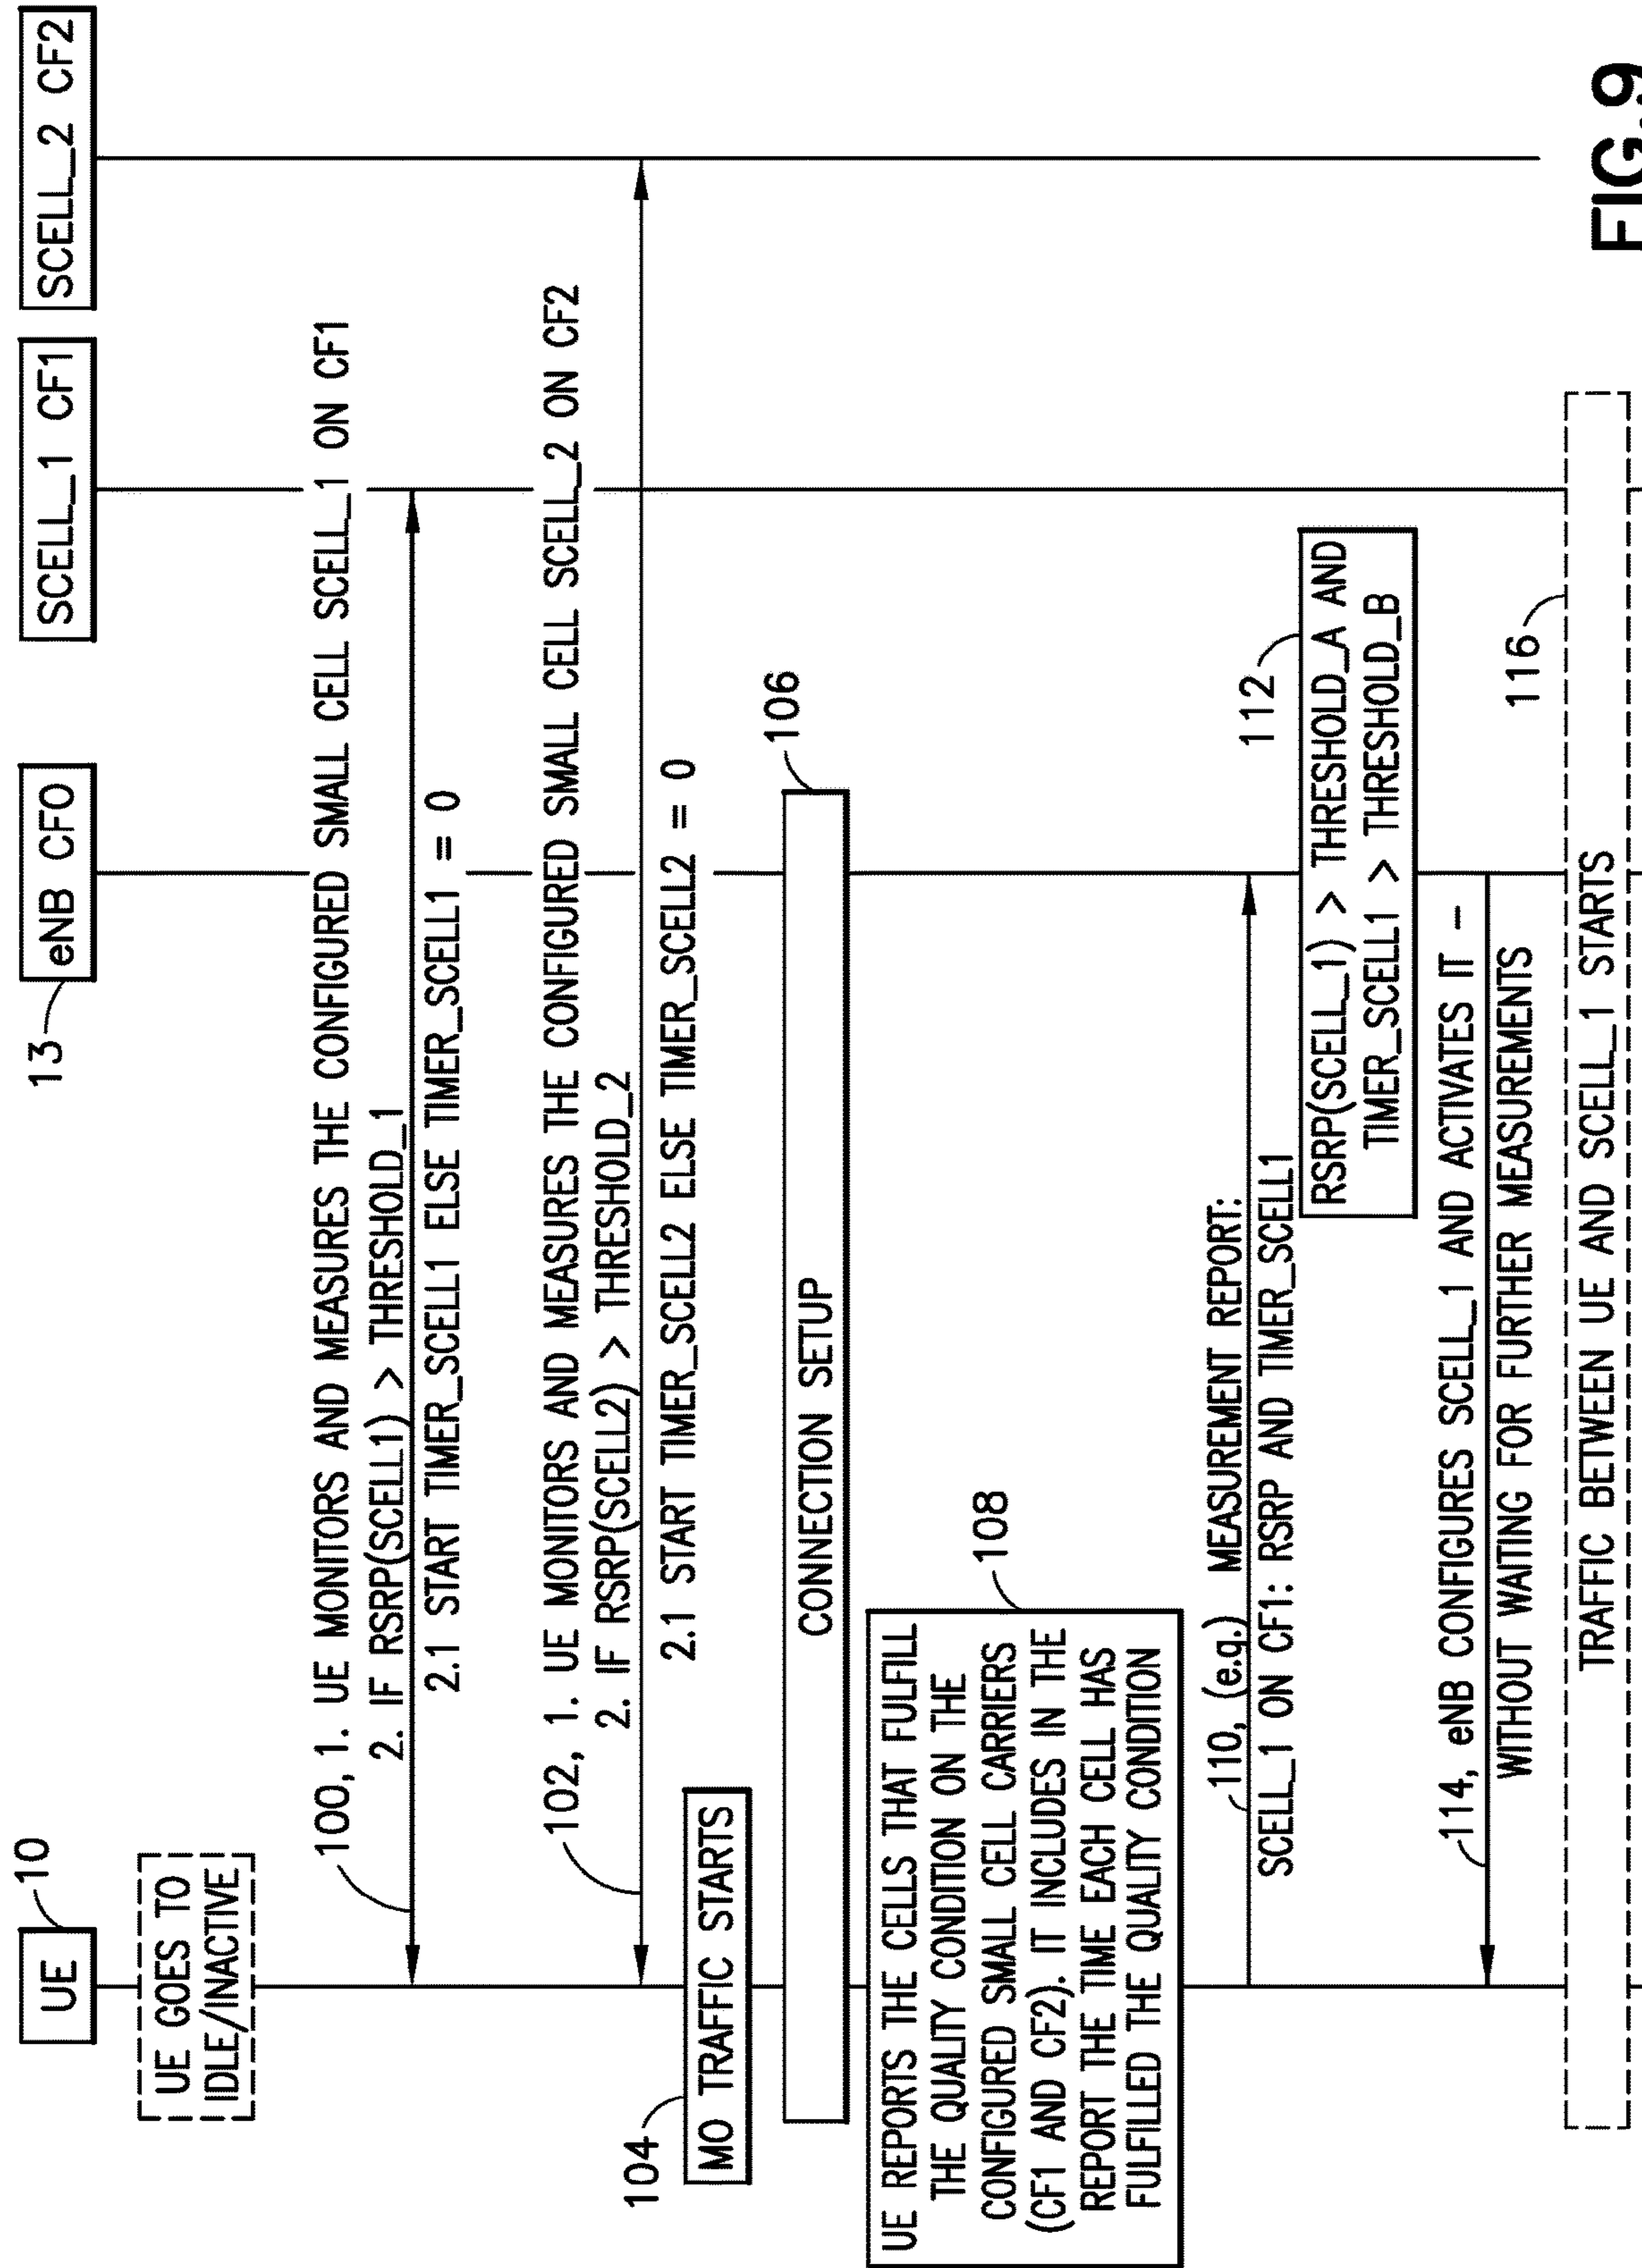 UE
10
13
eNB CF0
SCELL_1 CF1
SCELL_2 CF2
UE GOES TO
IDLE/INACTIVE
100, 1. UE MONITORS AND MEASURES THE CONFIGURED SMALL CELL SCELL_1 ON CF1
2. IF RSRP(SCELL1) > THRESHOLD_1
2.1 START TIMER_SCELL1 ELSE TIMER_SCELL1 = 0
102, 1. UE MONITORS AND MEASURES THE CONFIGURED SMALL CELL SCELL_2 ON CF2
2. IF RSRP(SCELL2) > THRESHOLD_2
2.1 START TIMER_SCELL2 ELSE TIMER_SCELL2 = 0
104
MO TRAFFIC STARTS
106
CONNECTION SETUP
108
UE REPORTS THE CELLS THAT FULFILL
THE QUALITY CONDITION ON THE
CONFIGURED SMALL CELL CARRIERS
(CF1 AND CF2). IT INCLUDES IN THE
REPORT THE TIME EACH CELL HAS
FULFILLED THE QUALITY CONDITION
110, (e.g.) MEASUREMENT REPORT:
SCELL_1 ON CF1: RSRP AND TIMER_SCELL1
112
RSRP(SCELL_1) > THRESHOLD_A AND
TIMER_SCELL1 > THRESHOLD_B
114, eNB CONFIGURES SCELL_1 AND ACTIVATES IT –
WITHOUT WAITING FOR FURTHER MEASUREMENTS
116
TRAFFIC BETWEEN UE AND SCELL_1 STARTS
FIG.9